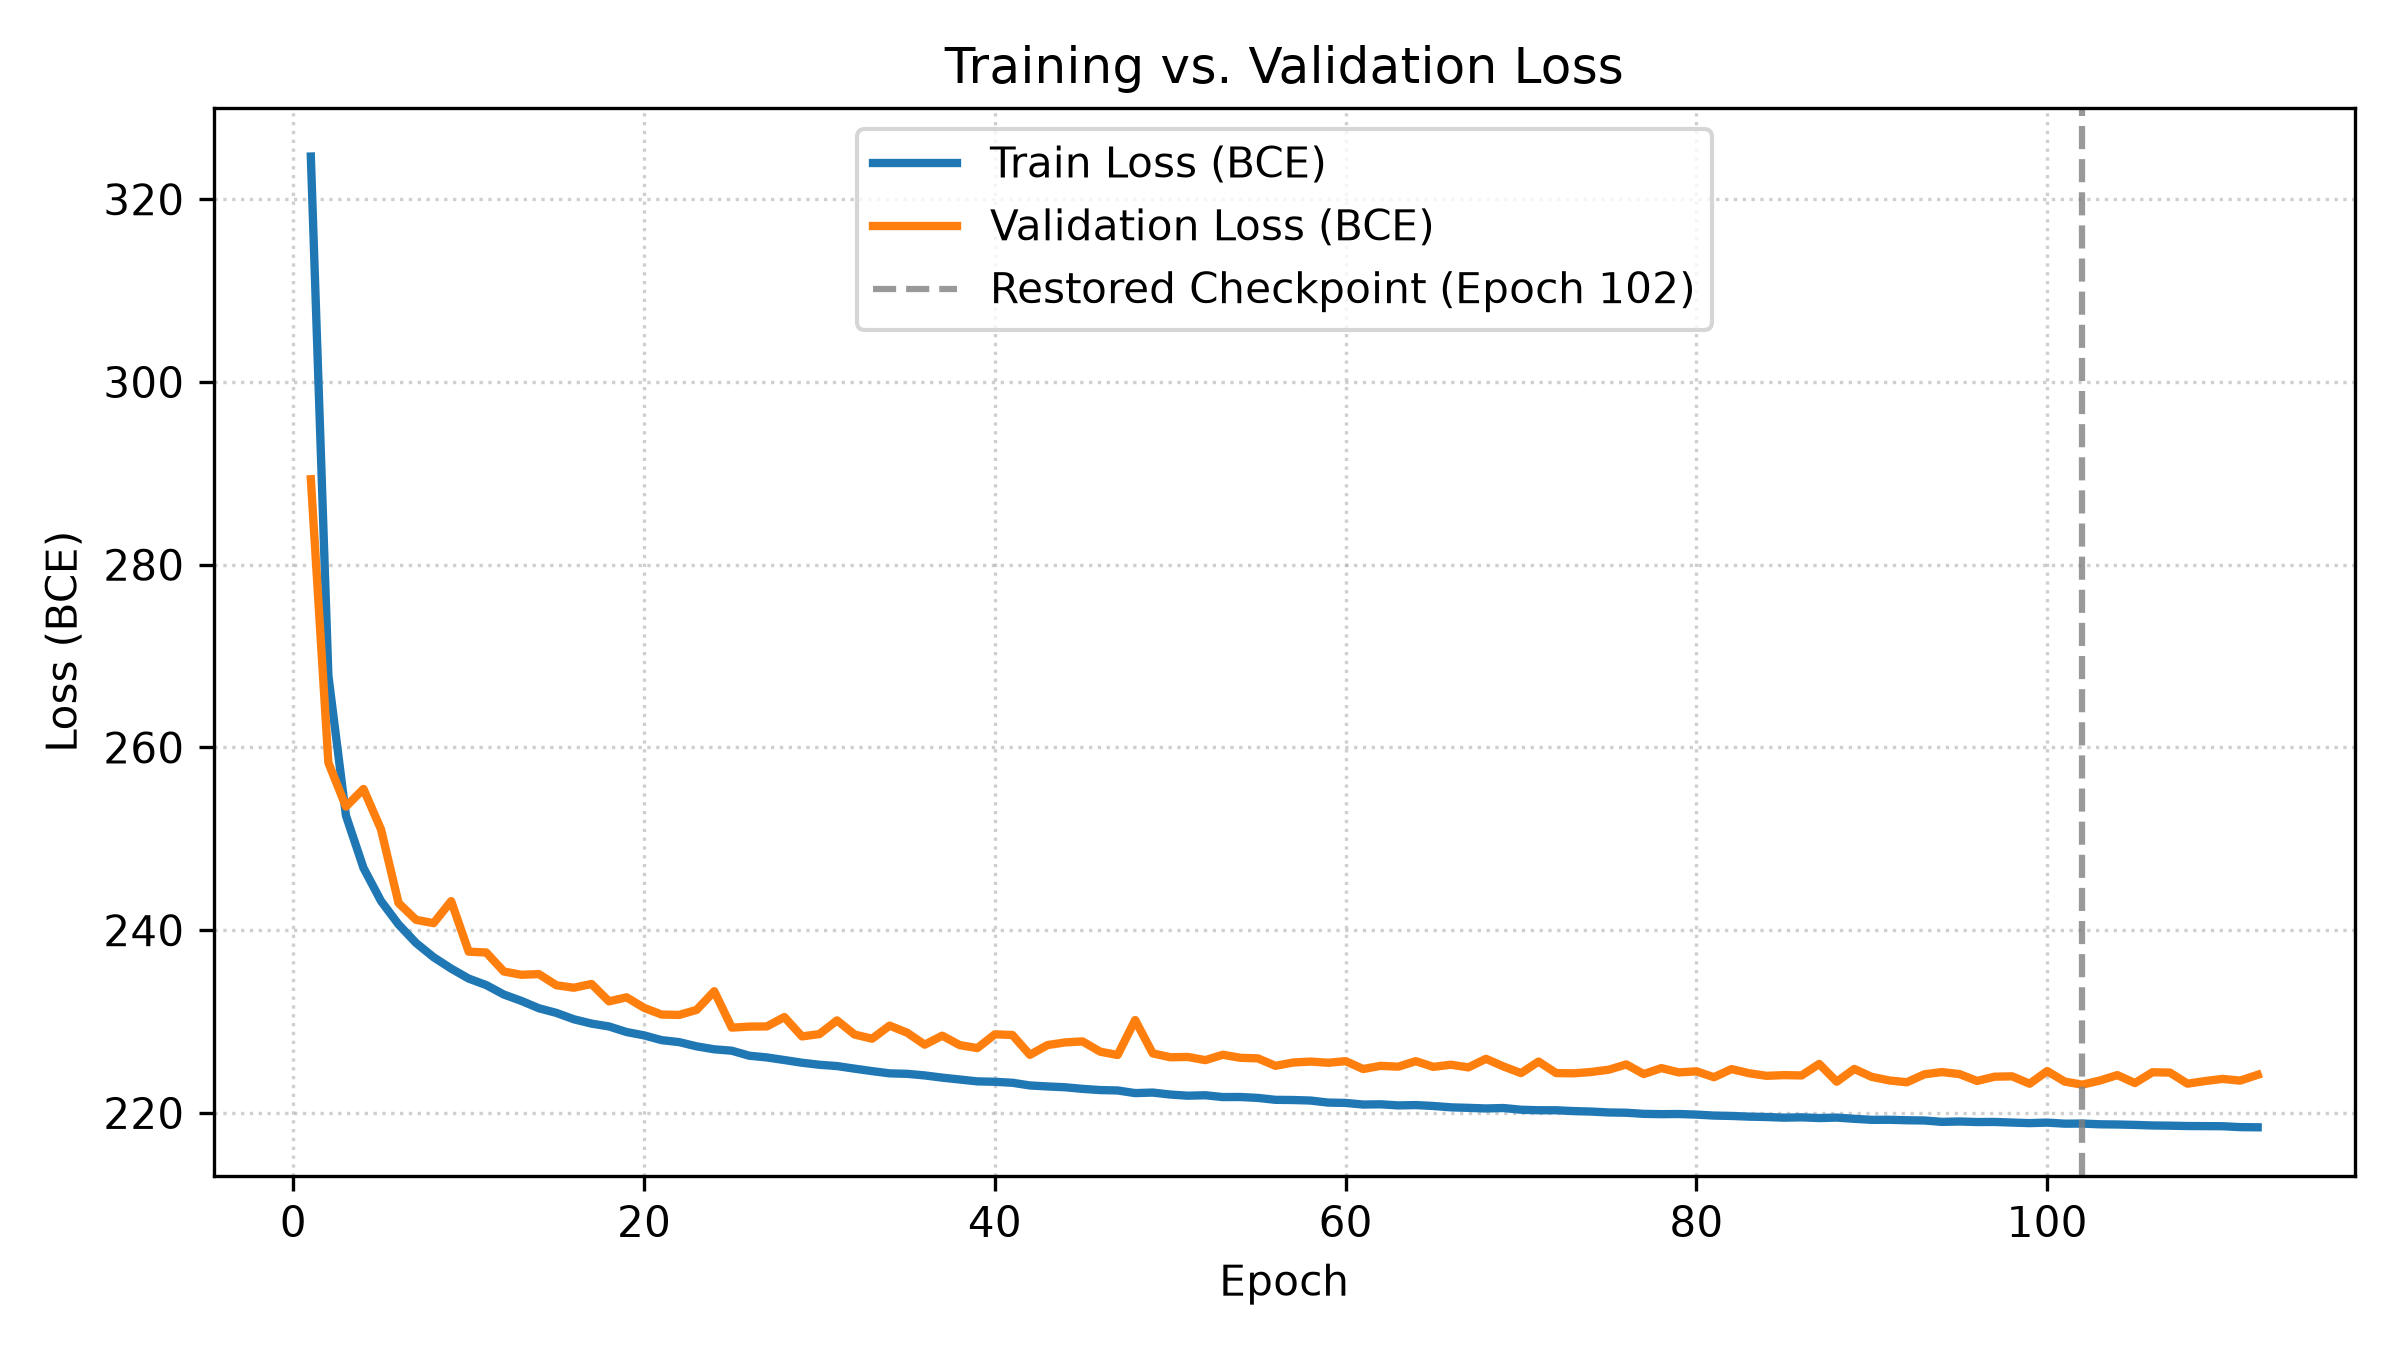 Training vs. Validation Loss
Train Loss (BCE)
Validation Loss (BCE)
Restored Checkpoint (Epoch 102)
Loss (BCE)
320
300
280
260
240
220
0 20 40 60 80 100
Epoch